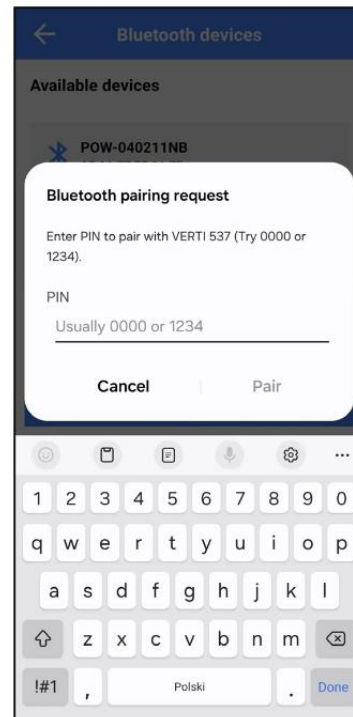 Bluetooth devices
Available devices
POW-040211NB
Bluetooth pairing request
Enter PIN to pair with VERTI 537 (Try 0000 or
1234).
PIN
Usually 0000 or 1234
Cancel Pair
1 2 3 4 5 6 7 8 9 0
q w e r t y u i o p
a s d f g h j k l
z x c v b n m
!#1 , Polski . Done